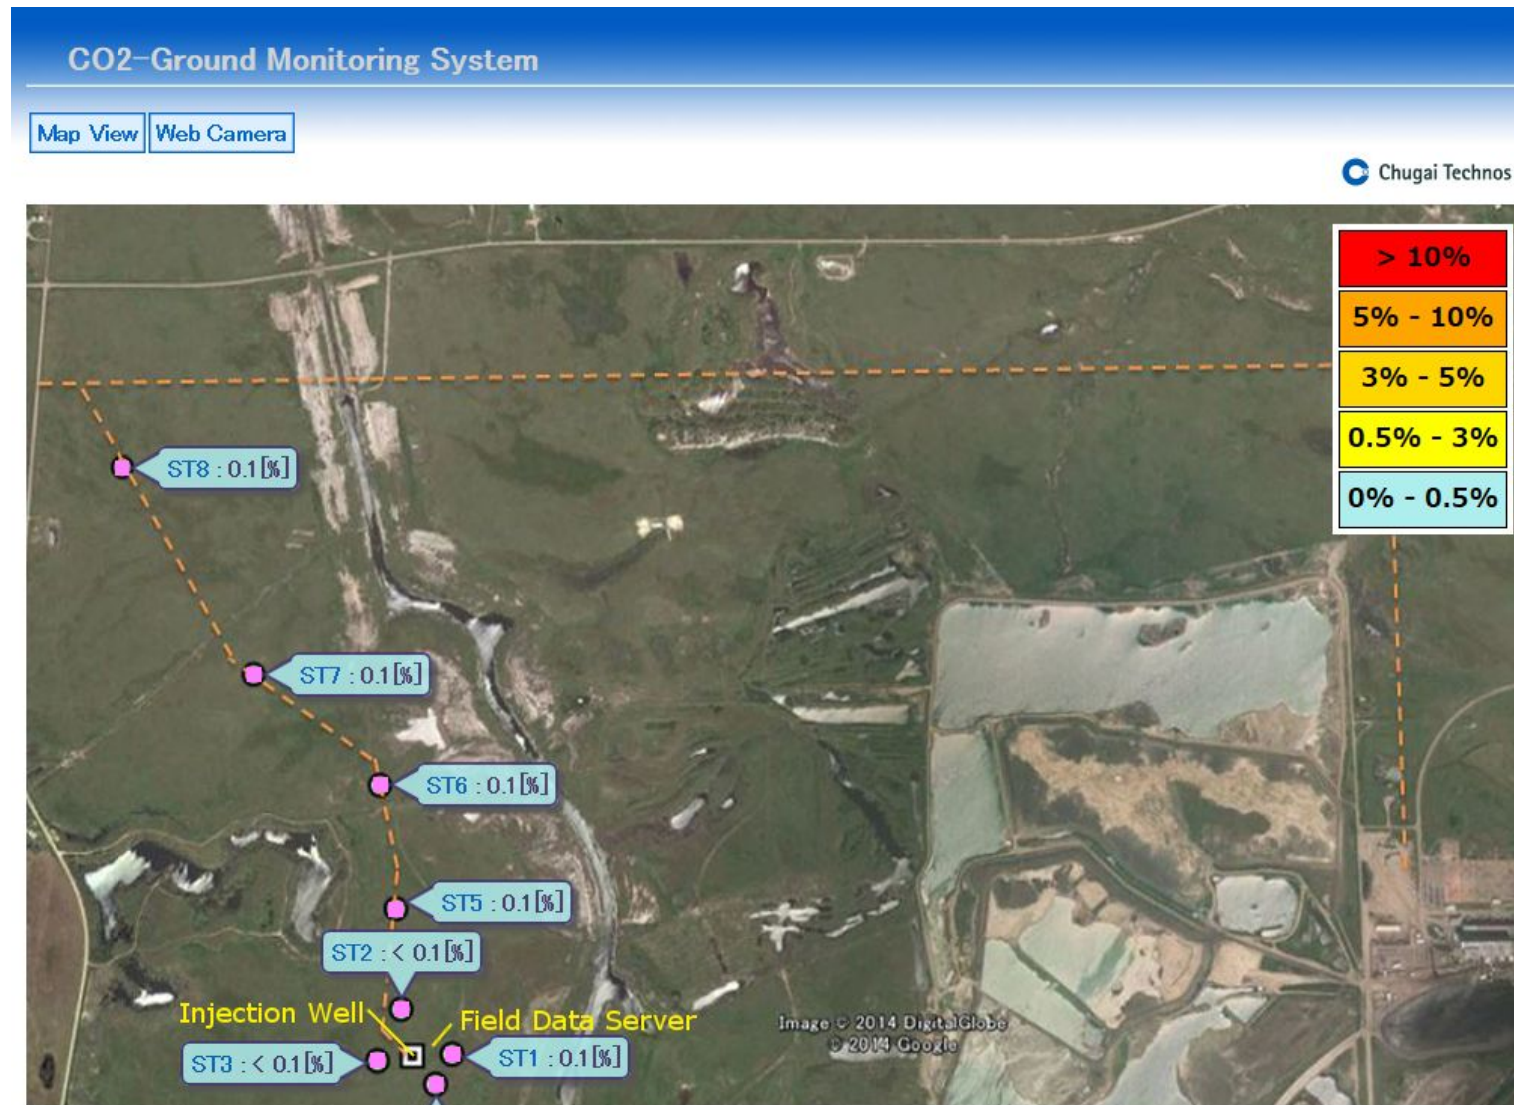 CO2-Ground Monitoring System
Map View
Web Camera
Chugai Technos
> 10%
5% - 10%
3% - 5%
0.5% - 3%
0% - 0.5%
ST8 : 0.1[%]
ST7 : 0.1[%]
ST6 : 0.1[%]
ST5 : 0.1[%]
ST2 : < 0.1[%]
Injection Well
Field Data Server
ST3 : < 0.1[%]
ST1 : 0.1[%]
Image © 2014 DigitalGlobe
© 2014 Google